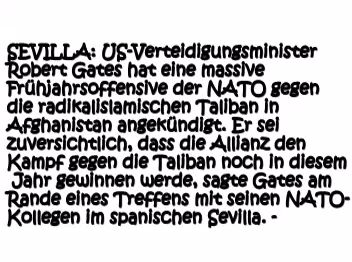 SEVILLA: US-Verteidigungsminister
Robert Gates hat eine massive
Frühjahrsoffensive der NATO gegen
die radikalislamischen Taliban in
Afghanistan angekündigt. Er sei
zuversichtlich, dass die Allianz den
Kampf gegen die Taliban noch in diesem
Jahr gewinnen werde, sagte Gates am
Rande eines Treffens mit seinen NATO-
Kollegen im spanischen Sevilla. -